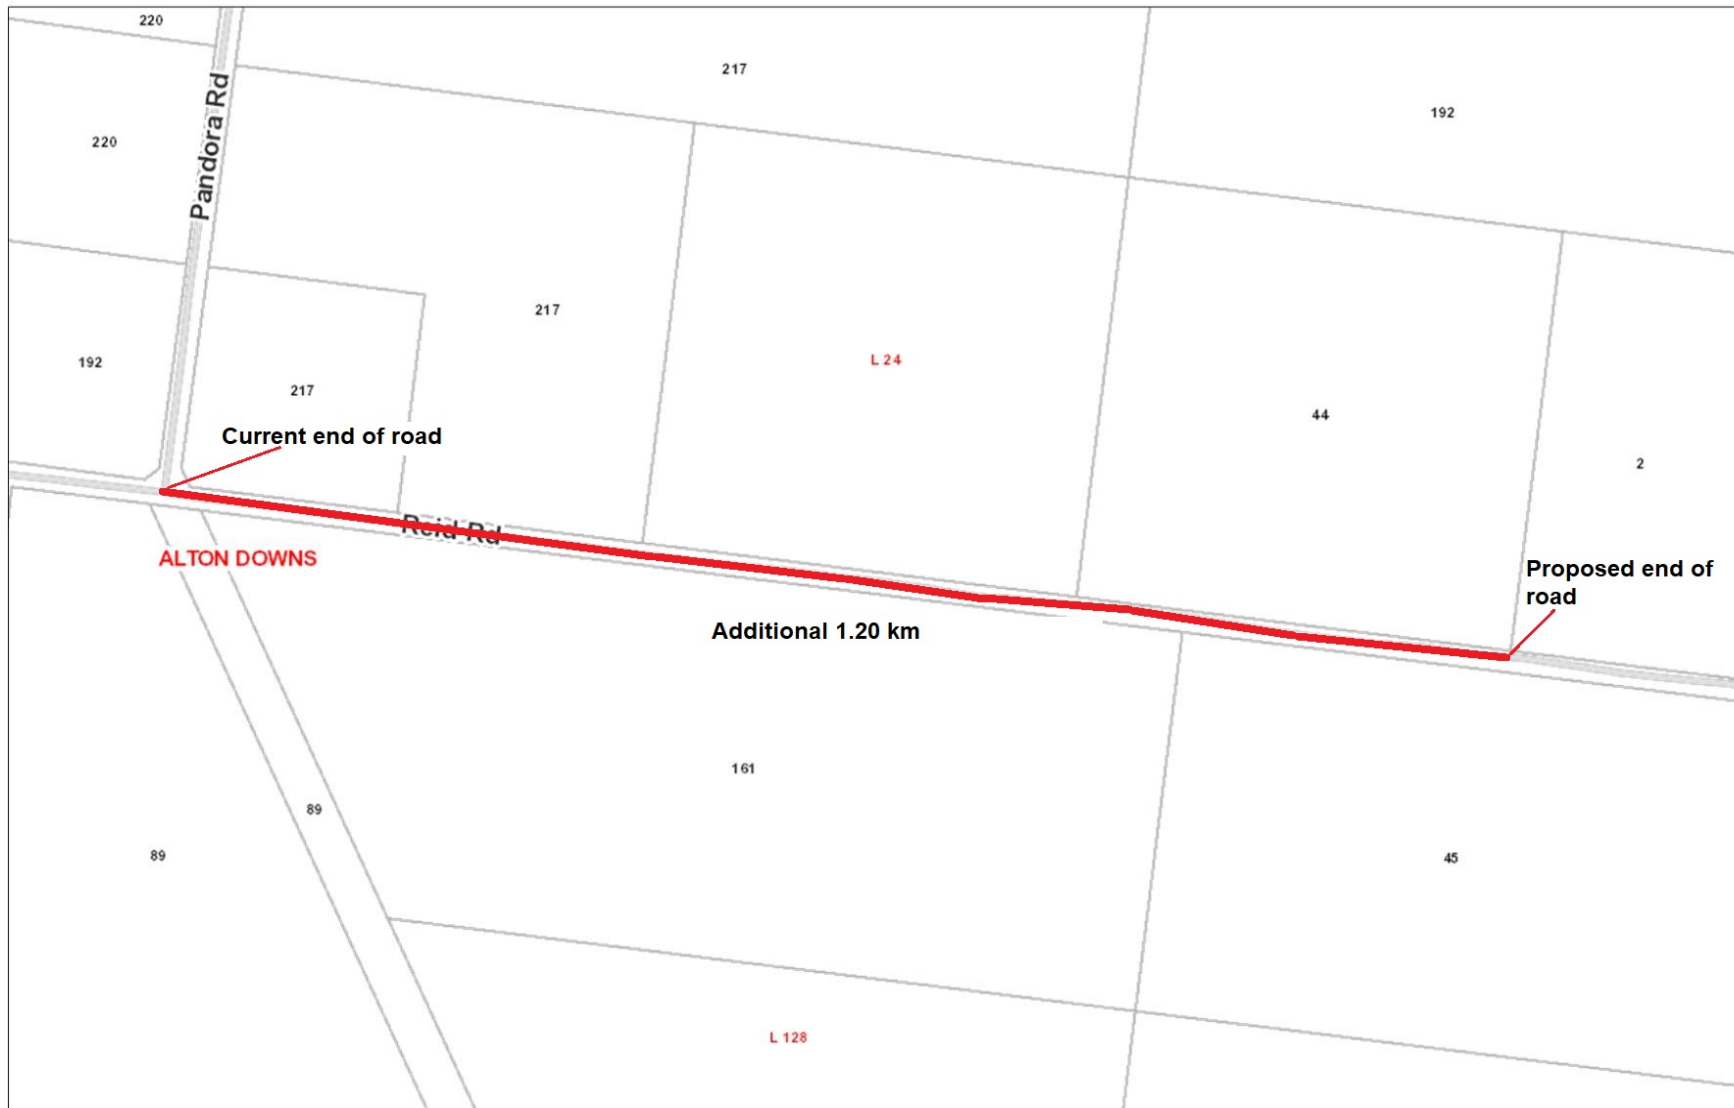 220
217
192
220
Pandora Rd
217
192
L 24
217
44
Current end of road
2
Reid Rd
ALTON DOWNS
Proposed end of
road
Additional 1.20 km
161
89
89
45
L 128